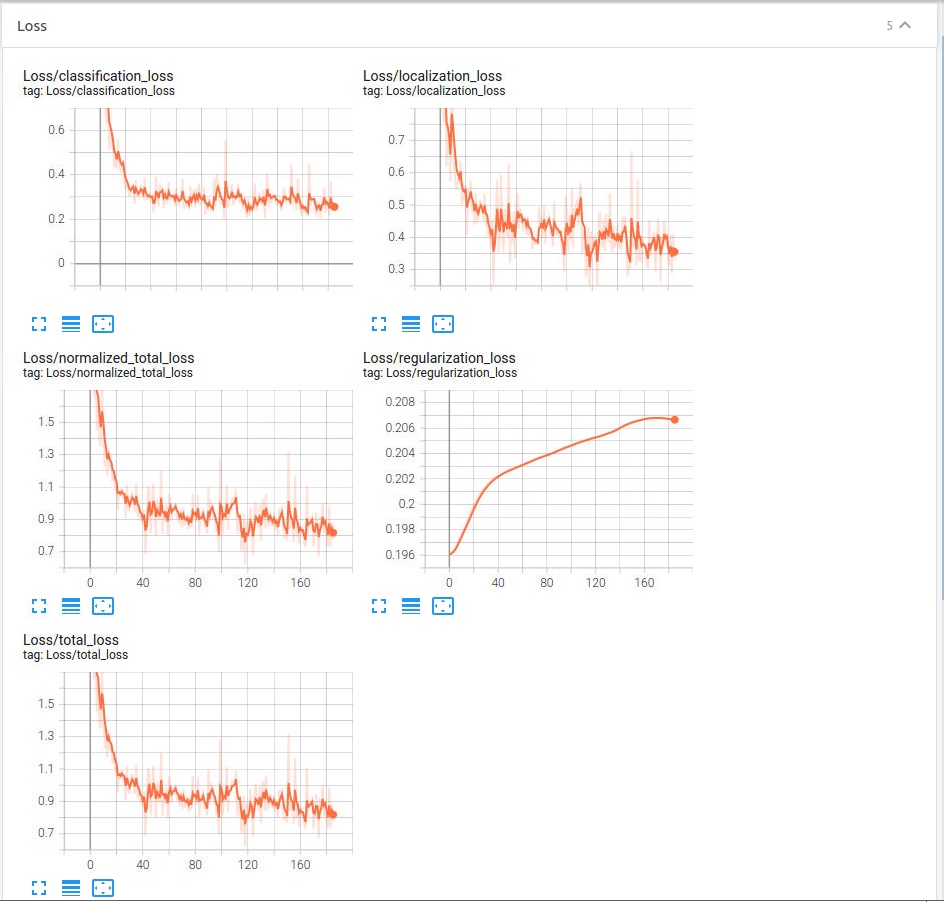 Loss
5
Loss/classification_loss
tag: Loss/classification_loss
0.6
0.4
0.2
0
Loss/localization_loss
tag: Loss/localization_loss
0.7
0.6
0.5
0.4
0.3
Loss/normalized_total_loss
tag: Loss/normalized_total_loss
1.5
1.3
1.1
0.9
0.7
0 40 80 120 160
Loss/regularization_loss
tag: Loss/regularization_loss
0.208
0.206
0.204
0.202
0.2
0.198
0.196
0 40 80 120 160
Loss/total_loss
tag: Loss/total_loss
1.5
1.3
1.1
0.9
0.7
0 40 80 120 160